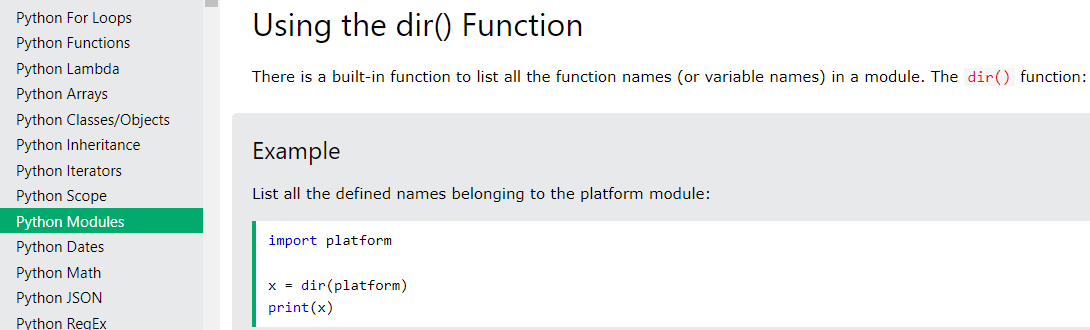 Python For Loops
Python Functions
Python Lambda
Python Arrays
Python Classes/Objects
Python Inheritance
Python Iterators
Python Scope
Python Modules
Python Dates
Python Math
Python JSON
Python RegEx
Using the dir() Function
There is a built-in function to list all the function names (or variable names) in a module. The dir() function:
Example
List all the defined names belonging to the platform module:
import platform
x = dir(platform)
print(x)